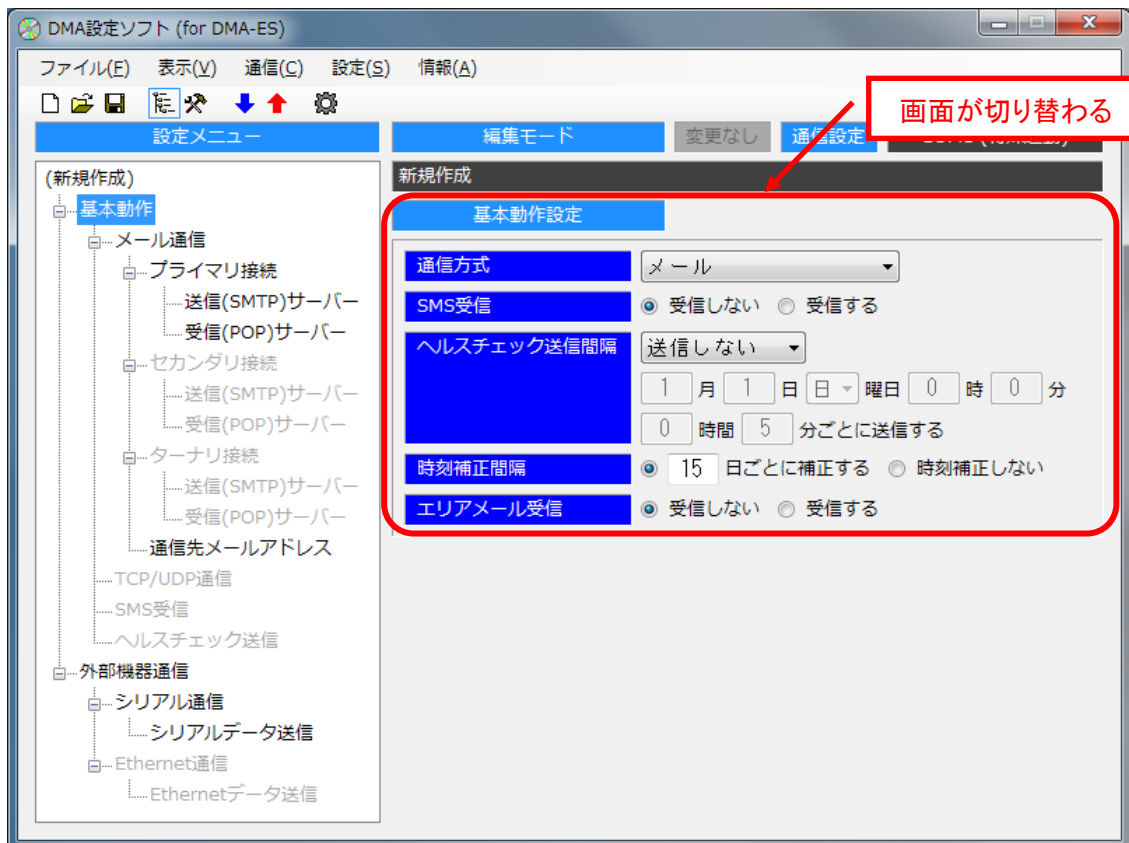 DMA設定ソフト (for DMA-ES)
ファイル(F) 表示(V) 通信(C) 設定(S) 情報(A)
画面が切り替わる
設定メニュー
編集モード 変更なし 通信設定
(新規作成)
基本動作
メール通信
プライマリ接続
送信(SMTP)サーバー
受信(POP)サーバー
セカンダリ接続
送信(SMTP)サーバー
受信(POP)サーバー
ターナリ接続
送信(SMTP)サーバー
受信(POP)サーバー
通信先メールアドレス
TCP/UDP通信
SMS受信
ヘルスチェック送信
外部機器通信
シリアル通信
シリアルデータ送信
Ethernet通信
Ethernetデータ送信
新規作成
基本動作設定
通信方式 メール
SMS受信 受信しない 受信する
ヘルスチェック送信間隔 送信しない
1 月 1 日 日 曜日 0 時 0 分
0 時間 5 分ごとに送信する
時刻補正間隔 15 日ごとに補正する 時刻補正しない
エリアメール受信 受信しない 受信する